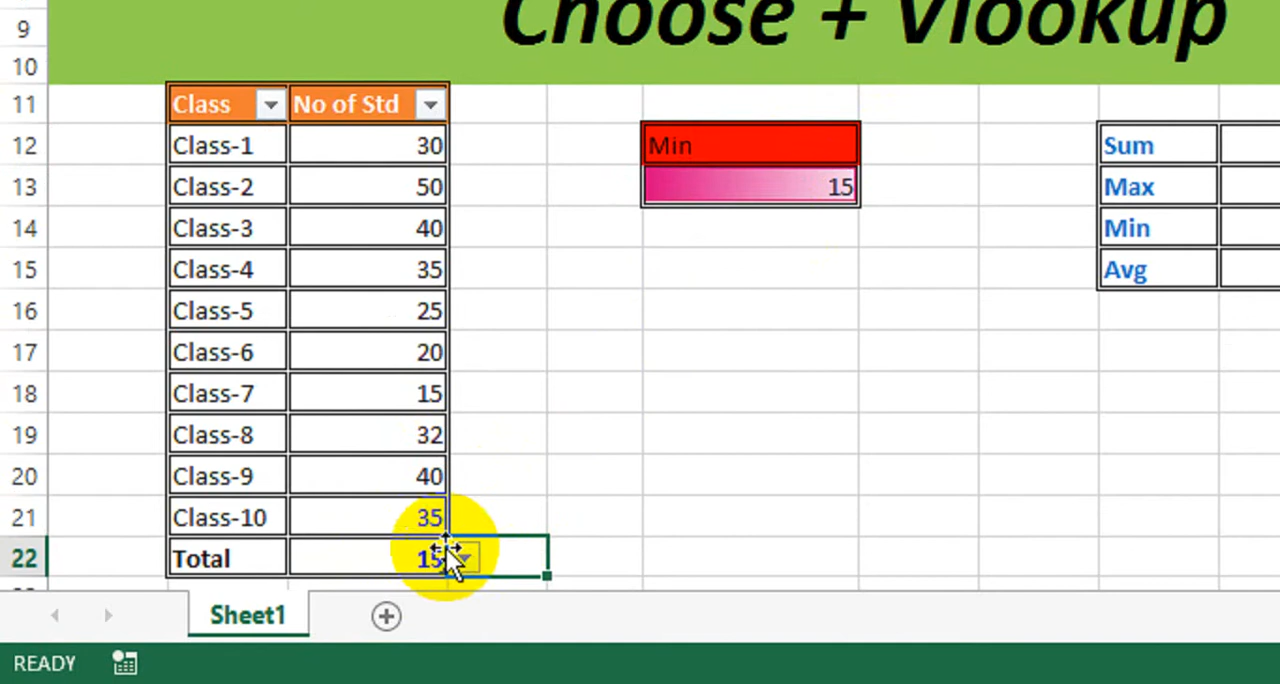 Choose + Vlookup
9
10
11 Class No of Std
12 Class-1 30 Min Sum
13 Class-2 50 15 Max
14 Class-3 40 Min
15 Class-4 35 Avg
16 Class-5 25
17 Class-6 20
18 Class-7 15
19 Class-8 32
20 Class-9 40
21 Class-10 35
22 Total 15
Sheet1
READY